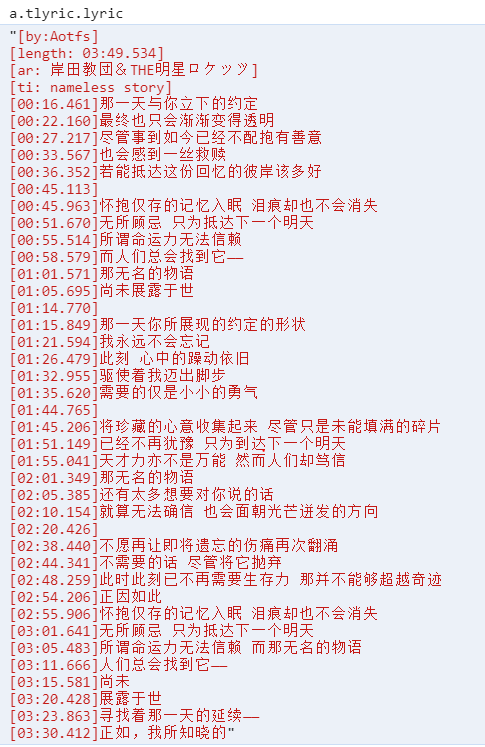 a.tlyric.lyric
"[by:Aotfs]
[length: 03:49.534]
[ar: 岸田教団＆THE明星ロケッツ]
[ti: nameless story]
[00:16.461]那一天与你立下的约定
[00:22.160]最终也只会渐渐变得透明
[00:27.217]尽管事到如今已经不配抱有善意
[00:33.567]也会感到一丝救赎
[00:36.352]若能抵达这份回忆的彼岸该多好
[00:45.113]
[00:45.963]怀抱仅存的记忆入眠 泪痕却也不会消失
[00:51.670]无所顾忌 只为抵达下一个明天
[00:55.514]所谓命运力无法信赖
[00:58.579]而人们总会找到它——
[01:01.571]那无名的物语
[01:05.695]尚未展露于世
[01:14.770]
[01:15.849]那一天你所展现的约定的形状
[01:21.594]我永远不会忘记
[01:26.479]此刻 心中的躁动依旧
[01:32.955]驱使着我迈出脚步
[01:35.620]需要的仅是小小的勇气
[01:44.765]
[01:45.206]将珍藏的心意收集起来 尽管只是未能填满的碎片
[01:51.149]已经不再犹豫 只为到达下一个明天
[01:55.041]天才力亦不是万能 然而人们却笃信
[02:01.349]那无名的物语
[02:05.385]还有太多想要对你说的话
[02:10.154]就算无法确信 也会面朝光芒迸发的方向
[02:20.426]
[02:38.440]不愿再让即将遗忘的伤痛再次翻涌
[02:44.341]不需要的话 尽管将它抛弃
[02:48.259]此时此刻已不再需要生存力 那并不能够超越奇迹
[02:54.206]正因如此
[02:55.906]怀抱仅存的记忆入眠 泪痕却也不会消失
[03:01.641]无所顾忌 只为抵达下一个明天
[03:05.483]所谓命运力无法信赖 而那无名的物语
[03:11.666]人们总会找到它——
[03:15.581]尚未
[03:20.428]展露于世
[03:23.863]寻找着那一天的延续——
[03:30.412]正如，我所知晓的"